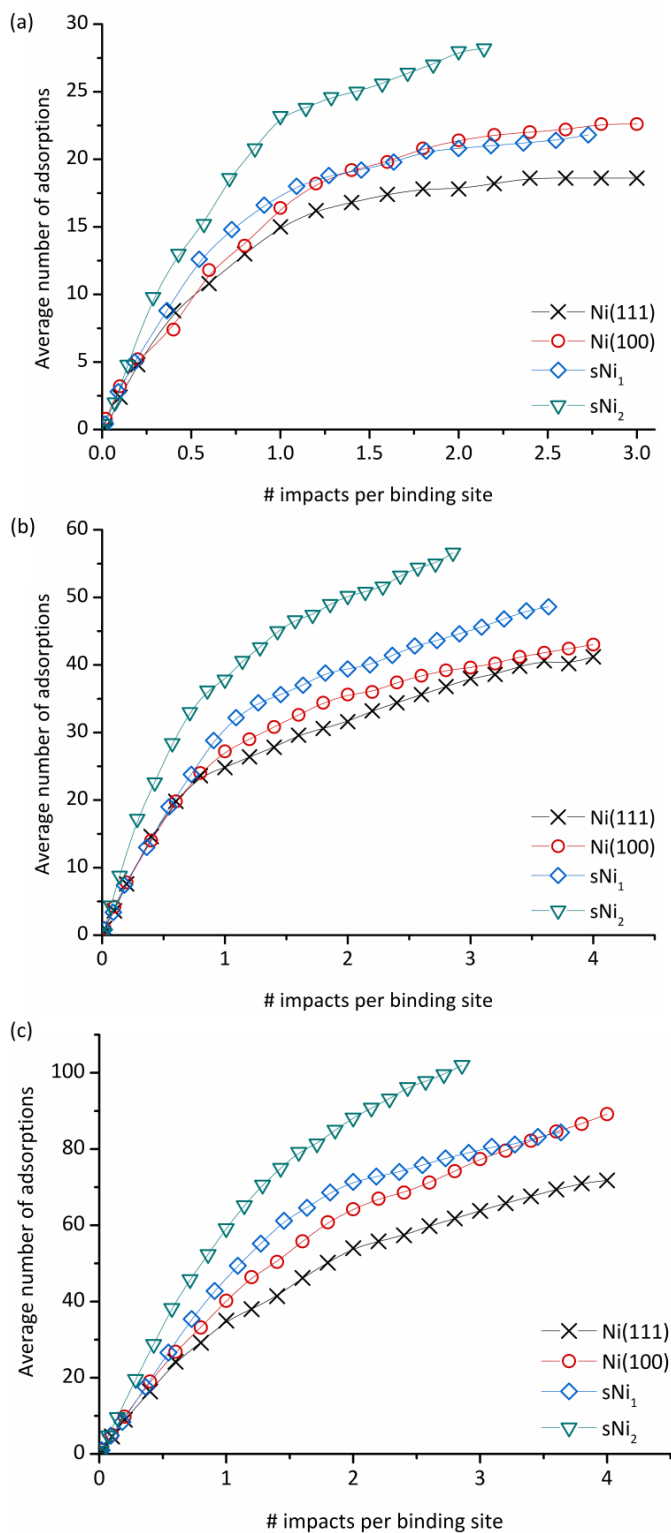 (a)
30
25
20
15
10
5
0
Average number of adsorptions
Ni(111)
Ni(100)
sNi₁
sNi₂
0.0 0.5 1.0 1.5 2.0 2.5 3.0
# impacts per binding site
(b)
60
50
40
30
20
10
0
Average number of adsorptions
Ni(111)
Ni(100)
sNi₁
sNi₂
0 1 2 3 4
# impacts per binding site
(c)
100
80
60
40
20
0
Average number of adsorptions
Ni(111)
Ni(100)
sNi₁
sNi₂
0 1 2 3 4
# impacts per binding site